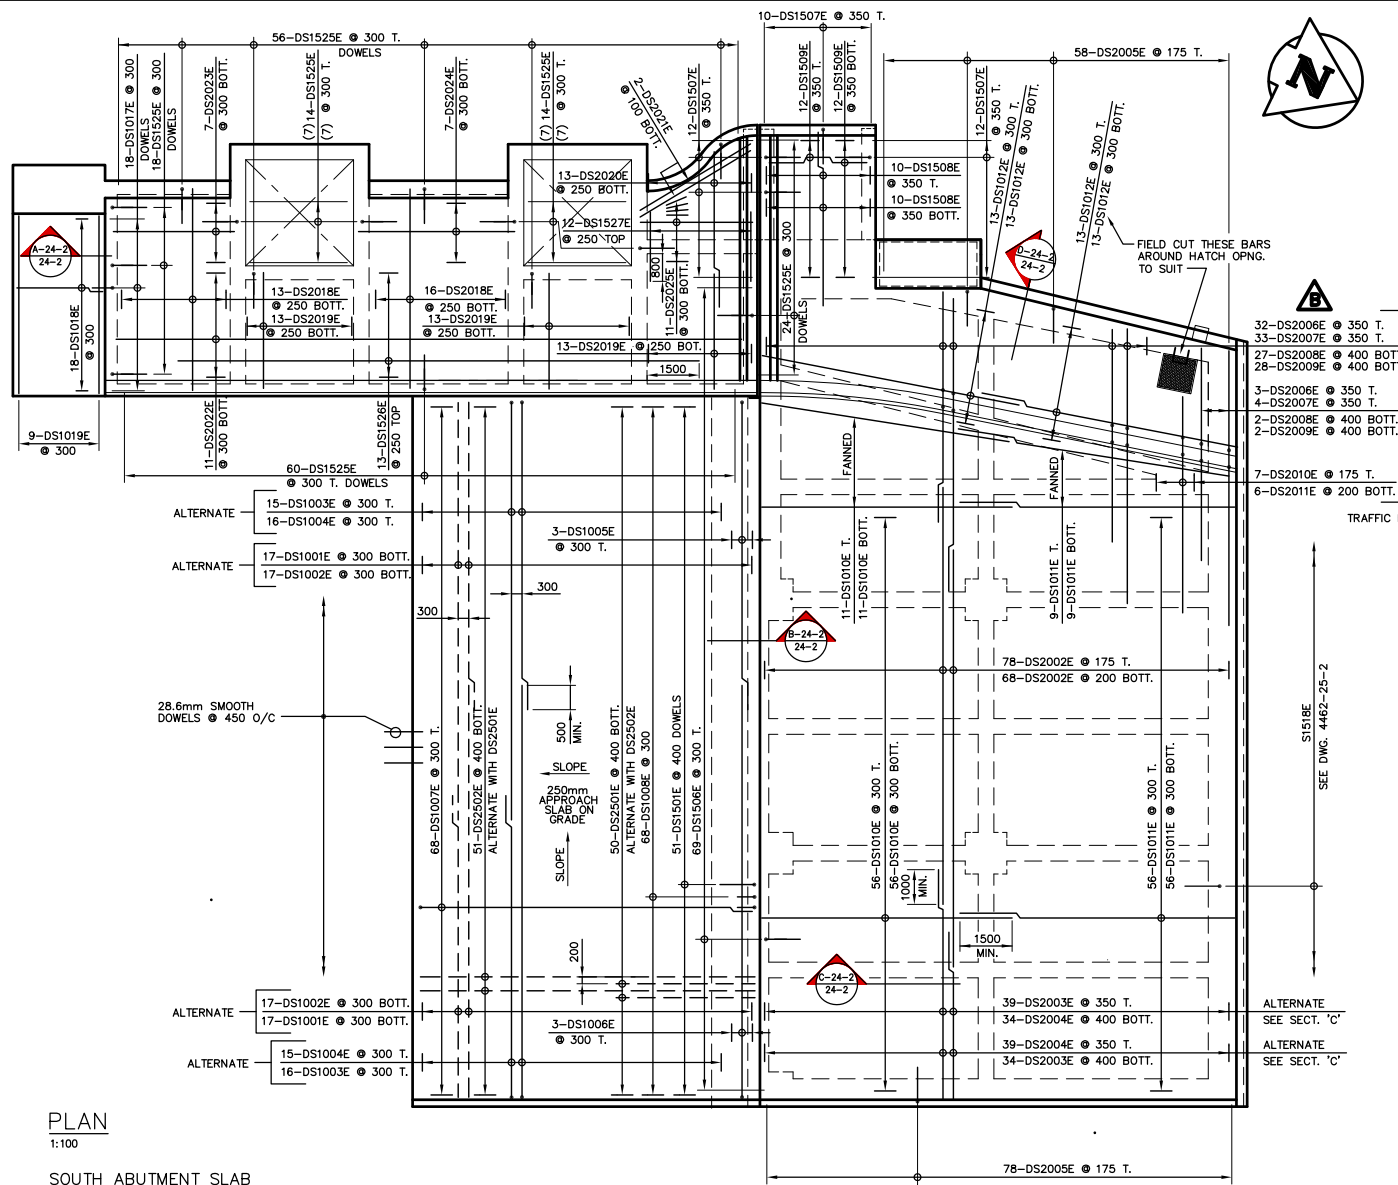 10-DS1507E @ 350 T.
56-DS1525E @ 300 T.
DOWELS
58-DS2005E @ 175 T.
18-DS1017E @ 300
DOWELS
18-DS1525E @ 300
DOWELS
7-DS2023E
@ 300 BOTT.
(7)14-DS1525E
(7) @ 300 T.
7-DS2024E
@ 300 BOTT.
(7)14-DS1525E
(7) @ 300 T.
2-DS2021E
@ 100 BOTT.
12-DS1507E
@ 350 T.
12-DS1509E
@ 350 T.
12-DS1509E
@ 350 BOTT.
12-DS1507E
@ 350 T.
13-DS1012E @ 300 T.
13-DS1012E @ 300 BOTT.
13-DS1012E @ 300 T.
13-DS1012E @ 300 BOTT.
N
13-DS2020E
@ 250 BOTT.
12-DS1527E
@ 250 TOP
10-DS1508E
@ 350 T.
10-DS1508E
@ 350 BOTT.
FIELD CUT THESE BARS
AROUND HATCH OPNG.
TO SUIT
A-24-2
24-2
D-24-2
24-2
B
800
11-DS2025E
@ 300 BOTT.
24-DS1525E @ 300
DOWELS
13-DS2018E
@ 250 BOTT.
13-DS2019E
@ 250 BOTT.
16-DS2018E
@ 250 BOTT.
13-DS2019E
@ 250 BOTT.
13-DS2019E @ 250 BOT.
1500
18-DS1018E
@ 300
32-DS2006E @ 350 T.
33-DS2007E @ 350 T.
27-DS2008E @ 400 BOTT
28-DS2009E @ 400 BOTT
3-DS2006E @ 350 T.
4-DS2007E @ 350 T.
2-DS2008E @ 400 BOTT.
2-DS2009E @ 400 BOTT.
9-DS1019E
@ 300
11-DS2022E
@ 300 BOTT.
13-DS1526E
@ 250 TOP
60-DS1525E
@ 300 T. DOWELS
FANNED
FANNED
7-DS2010E @ 175 T.
6-DS2011E @ 200 BOTT.
TRAFFIC
ALTERNATE
15-DS1003E @ 300 T.
16-DS1004E @ 300 T.
3-DS1005E
@ 300 T.
ALTERNATE
17-DS1001E @ 300 BOTT.
17-DS1002E @ 300 BOTT.
11-DS1010E T.
11-DS1010E BOTT.
9-DS1011E T.
9-DS1011E BOTT.
300
300
B-24-2
24-2
78-DS2002E @ 175 T.
68-DS2002E @ 200 BOTT.
28.6mm SMOOTH
DOWELS @ 450 O/C
500
MIN.
SLOPE
250mm
APPROACH
SLAB ON
GRADE
SLOPE
68-DS1007E @ 300 T.
51-DS2502E @ 400 BOTT.
ALTERNATE WITH DS2501E
50-DS2501E @ 400 BOTT.
ALTERNATE WITH DS2502E
68-DS1008E @ 300
51-DS1501E @ 400 DOWELS
69-DS1506E @ 300 T.
56-DS1010E @ 300 T.
56-DS1010E @ 300 BOTT.
56-DS1011E @ 300 T.
56-DS1011E @ 300 BOTT.
S1518E
SEE DWG. 4462-25-2
1000
MIN.
1500
MIN.
200
C-24-2
24-2
ALTERNATE
17-DS1002E @ 300 BOTT.
17-DS1001E @ 300 BOTT.
3-DS1006E
@ 300 T.
39-DS2003E @ 350 T.
34-DS2004E @ 400 BOTT.
ALTERNATE
SEE SECT. 'C'
ALTERNATE
15-DS1004E @ 300 T.
16-DS1003E @ 300 T.
39-DS2004E @ 350 T.
34-DS2003E @ 400 BOTT.
ALTERNATE
SEE SECT. 'C'
PLAN
1:100
SOUTH ABUTMENT SLAB
78-DS2005E @ 175 T.